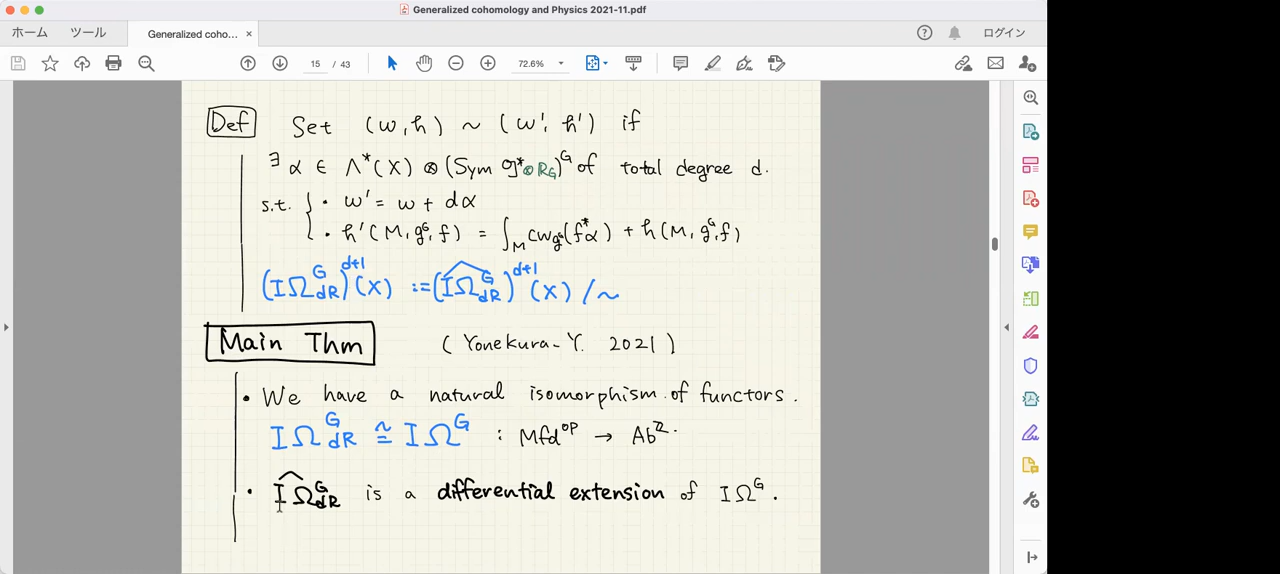 Generalized cohomology and Physics 2021-11.pdf
ホーム ツール Generalized coho... × ログイン
15 / 43 72.6%
Def Set (ω, h) ~ (ω', h') if
∃ α ∈ Λ*(X) ⊗ (Sym g* ⊗ R_G)^G of total degree d.
s.t. { · ω' = ω + dα
· h'(M, g^G, f) = ∫_M cw_{g^G}(f*α) + h(M, g^G, f)
(IΩ^G_dR)^{d+1}(X) := (\widehat{IΩ^G_dR})^{d+1}(X) / ~
Main Thm (Yonekura-Y. 2021)
· We have a natural isomorphism of functors.
IΩ^G_dR ≅ IΩ^G : Mfd^op → Ab^Z.
· \widehat{IΩ}^G_dR is a differential extension of IΩ^G.